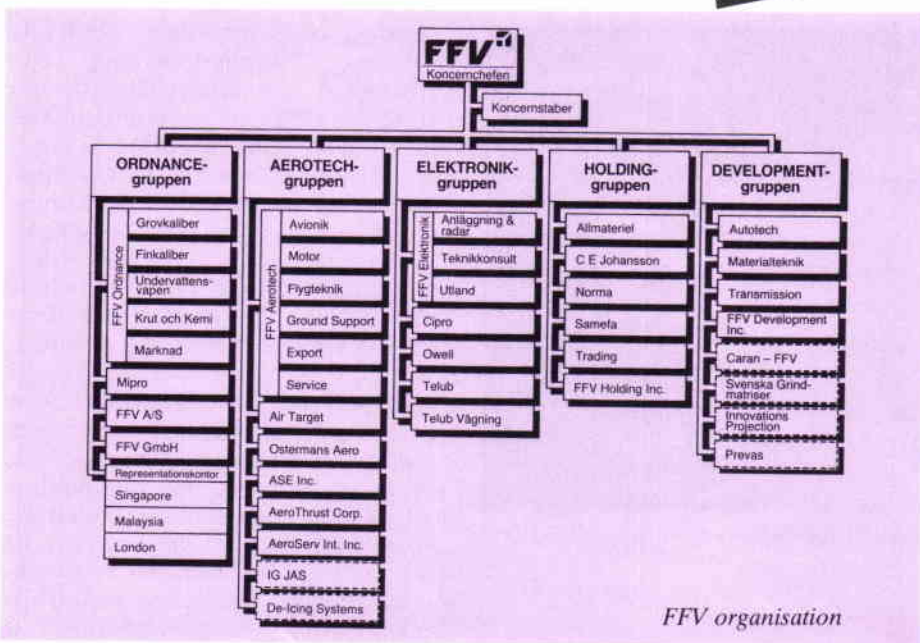 FFV
Koncernchefen
Koncernstaber
ORDNANCE-
gruppen
FFV Ordnance
Grovkaliber
Finkaliber
Undervattens-
vapen
Krut och Kemi
Marknad
Mipro
FFV A/S
FFV GmbH
Representationskontor
Singapore
Malaysia
London
AEROTECH-
gruppen
FFV Aerotech
Avionik
Motor
Flygteknik
Ground Support
Export
Service
Air Target
Ostermans Aero
ASE Inc.
AeroThrust Corp.
AeroServ Int. Inc.
IG JAS
De-Icing Systems
ELEKTRONIK-
gruppen
FFV Elektronik
Anläggning &
radar
Teknikkonsult
Utland
Cipro
Owell
Telub
Telub Vägning
HOLDING-
gruppen
Allmateriel
C E Johansson
Norma
Samefa
Trading
FFV Holding Inc.
DEVELOPMENT-
gruppen
Autotech
Materialteknik
Transmission
FFV Development
Inc.
Caran – FFV
Svenska Grind-
matriser
Innovations
Projection
Prevas
FFV organisation